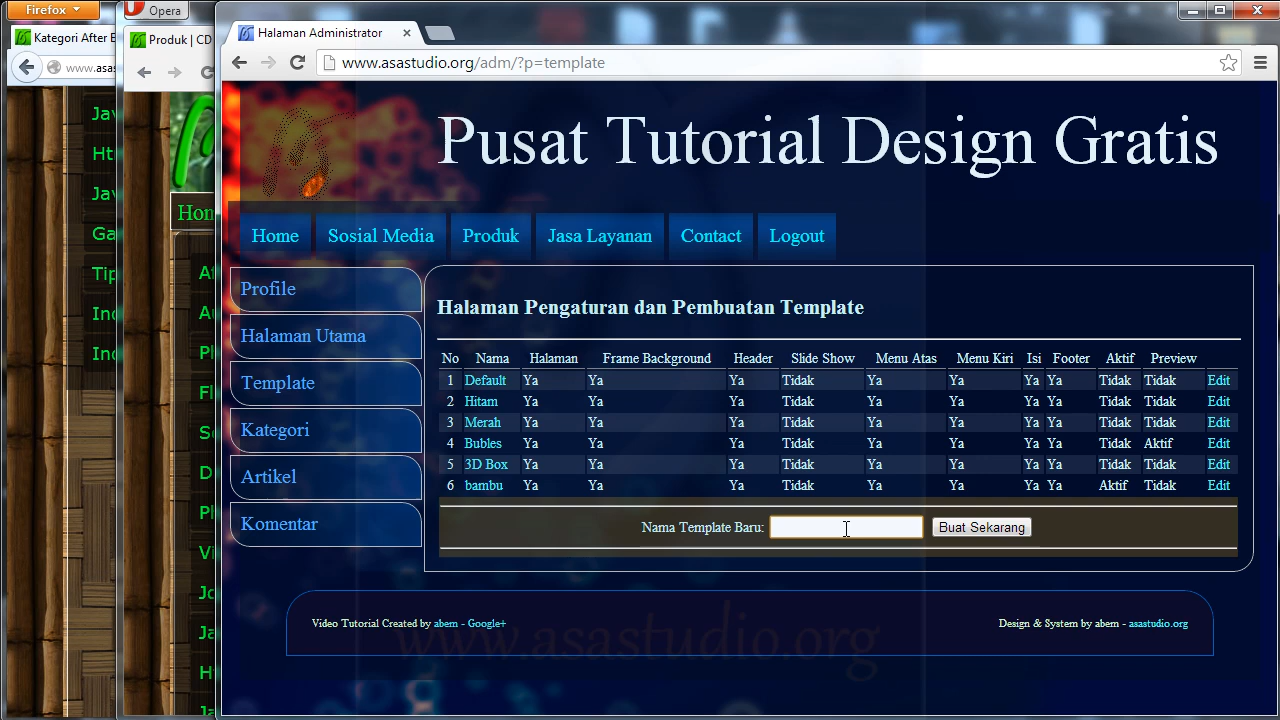 Firefox
Opera
Kategori After E
Produk | CD
Halaman Administrator
www.asas
www.asastudio.org/adm/?p=template
Pusat Tutorial Design Gratis
Home
Sosial Media
Produk
Jasa Layanan
Contact
Logout
Profile
Halaman Utama
Template
Kategori
Artikel
Komentar
Halaman Pengaturan dan Pembuatan Template
No Nama Halaman Frame Background Header Slide Show Menu Atas Menu Kiri Isi Footer Aktif Preview
1 Default Ya Ya Ya Tidak Ya Ya Ya Ya Tidak Tidak Edit
2 Hitam Ya Ya Ya Tidak Ya Ya Ya Ya Tidak Tidak Edit
3 Merah Ya Ya Ya Tidak Ya Ya Ya Ya Tidak Tidak Edit
4 Bubles Ya Ya Ya Tidak Ya Ya Ya Ya Tidak Aktif Edit
5 3D Box Ya Ya Ya Tidak Ya Ya Ya Ya Tidak Tidak Edit
6 bambu Ya Ya Ya Tidak Ya Ya Ya Ya Aktif Tidak Edit
Nama Template Baru:
Buat Sekarang
Video Tutorial Created by abem - Google+
Design & System by abem - asastudio.org
www.asastudio.org